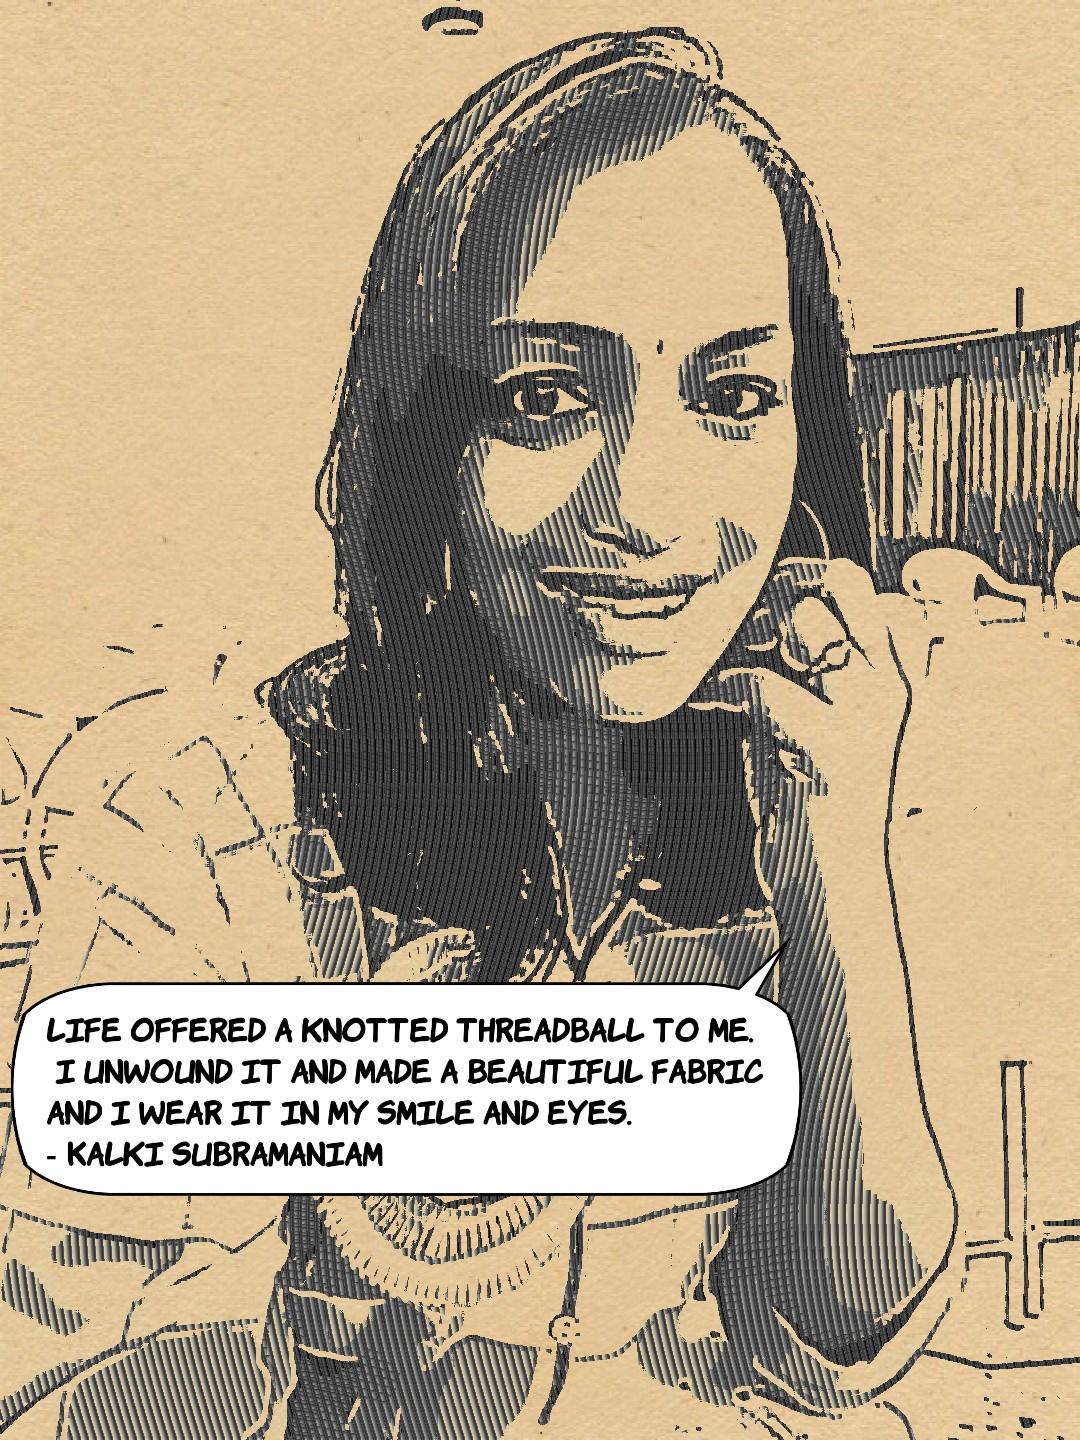 LIFE OFFERED A KNOTTED THREADBALL TO ME.
I UNWOUND IT AND MADE A BEAUTIFUL FABRIC
AND I WEAR IT IN MY SMILE AND EYES.
- KALKI SUBRAMANIAM